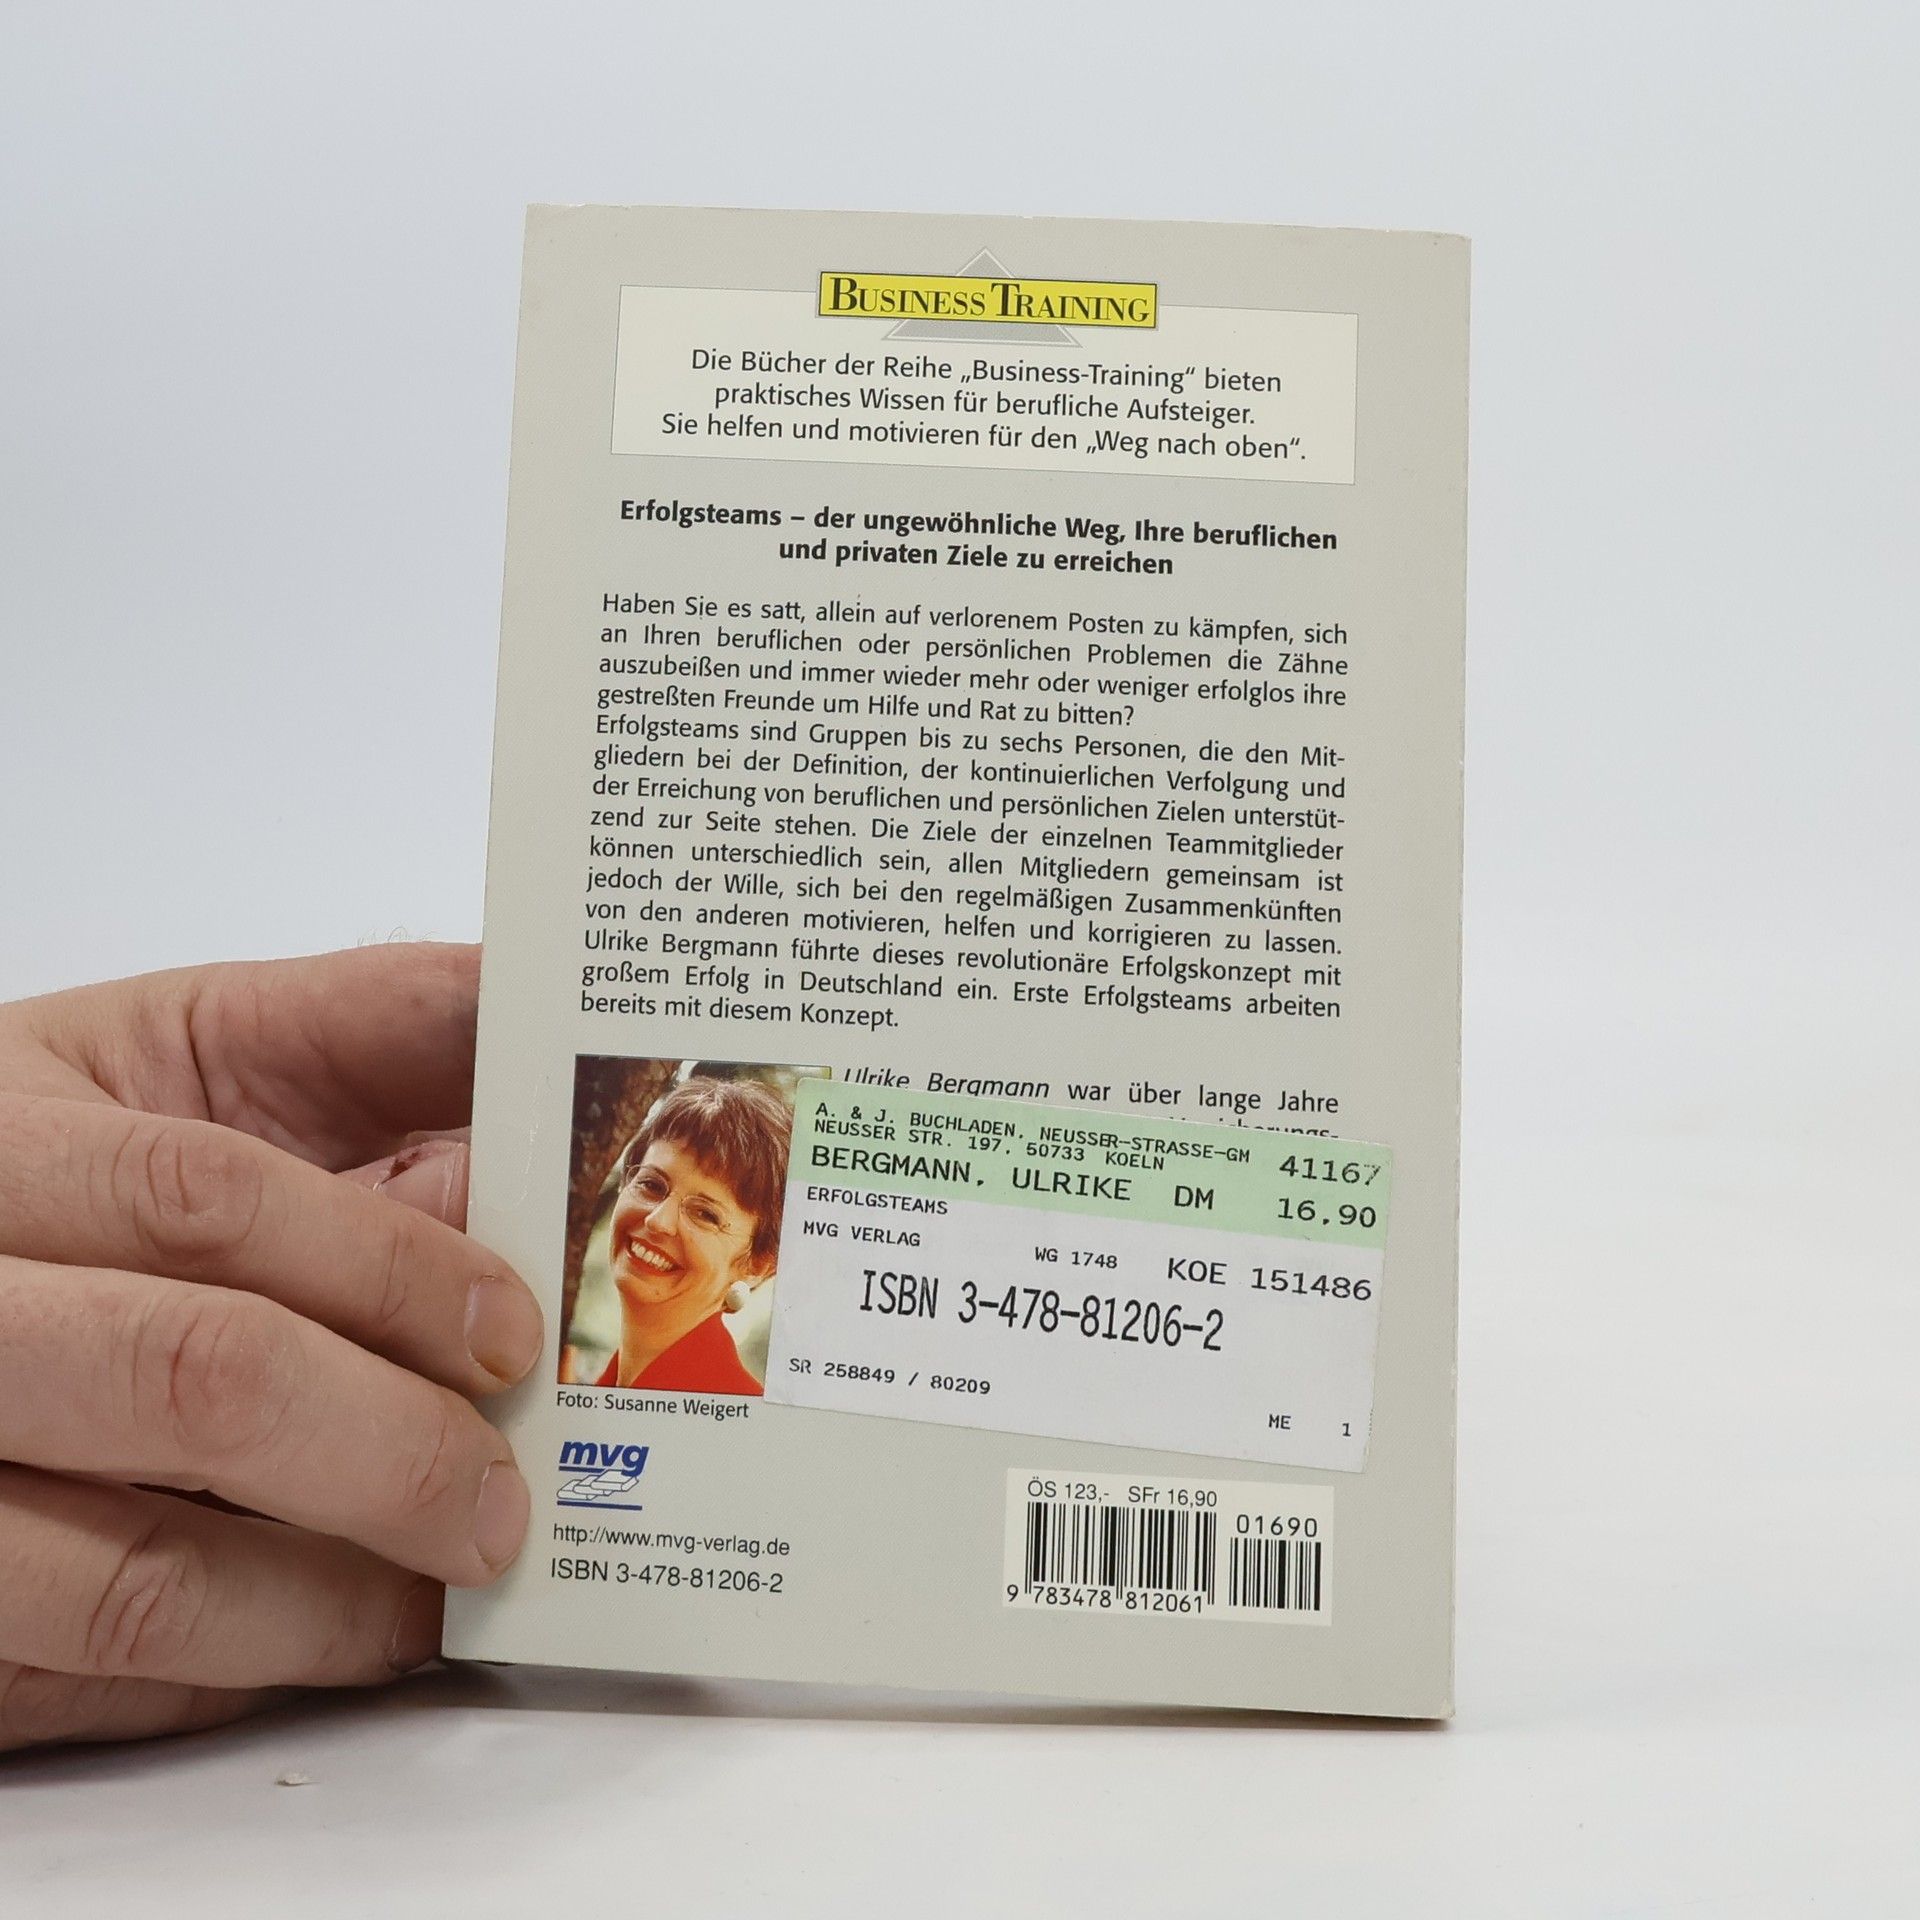 BUSINESS TRAINING
Die Bücher der Reihe „Business-Training“ bieten
praktisches Wissen für berufliche Aufsteiger.
Sie helfen und motivieren für den „Weg nach oben“.
Erfolgsteams – der ungewöhnliche Weg, Ihre beruflichen
und privaten Ziele zu erreichen
Haben Sie es satt, allein auf verlorenem Posten zu kämpfen, sich
an Ihren beruflichen oder persönlichen Problemen die Zähne
auszubeißen und immer wieder mehr oder weniger erfolglos ihre
gestreßten Freunde um Hilfe und Rat zu bitten?
Erfolgsteams sind Gruppen bis zu sechs Personen, die den Mit-
gliedern bei der Definition, der kontinuierlichen Verfolgung und
der Erreichung von beruflichen und persönlichen Zielen unterstüt-
zend zur Seite stehen. Die Ziele der einzelnen Teammitglieder
können unterschiedlich sein, allen Mitgliedern gemeinsam ist
jedoch der Wille, sich bei den regelmäßigen Zusammenkünften
von den anderen motivieren, helfen und korrigieren zu lassen.
Ulrike Bergmann führte dieses revolutionäre Erfolgskonzept mit
großem Erfolg in Deutschland ein. Erste Erfolgsteams arbeiten
bereits mit diesem Konzept.
Ulrike Bergmann war über lange Jahre
A. & J. BUCHLADEN, NEUSSER-STRASSE-GM 41167
NEUSSER STR. 197, 50733 KOELN
BERGMANN, ULRIKE DM 16,90
ERFOLGSTEAMS
MVG VERLAG WG 1748 KOE 151486
ISBN 3-478-81206-2
SR 258849 / 80209
ME 1
Foto: Susanne Weigert
mvg
http://www.mvg-verlag.de
ISBN 3-478-81206-2
ÖS 123,- SFr 16,90
01690
9 783478 812061